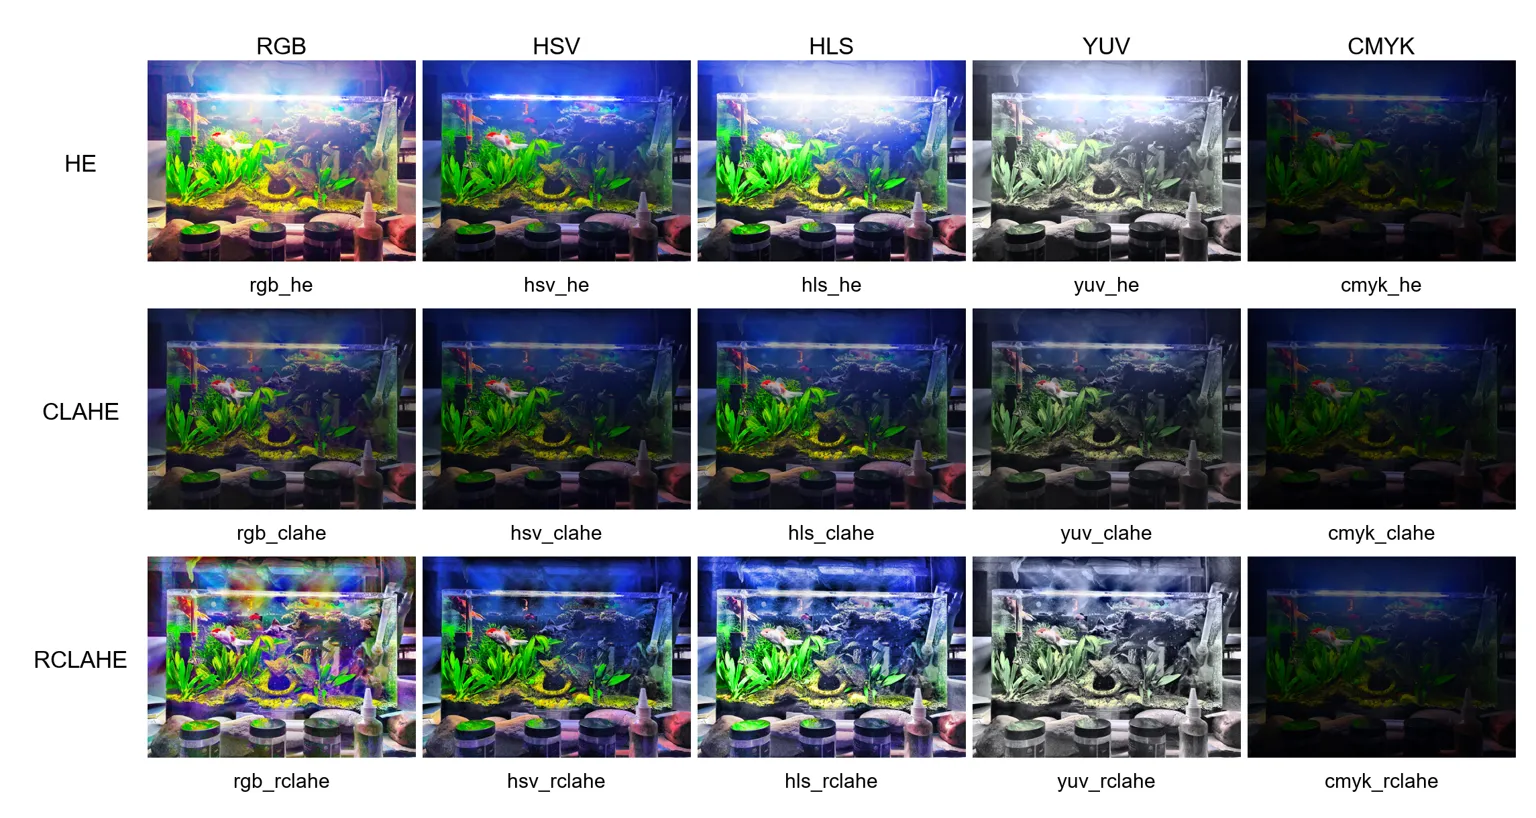 RGB HSV HLS YUV CMYK
HE
rgb_he hsv_he hls_he yuv_he cmyk_he
CLAHE
rgb_clahe hsv_clahe hls_clahe yuv_clahe cmyk_clahe
RCLAHE
rgb_rclahe hsv_rclahe hls_rclahe yuv_rclahe cmyk_rclahe